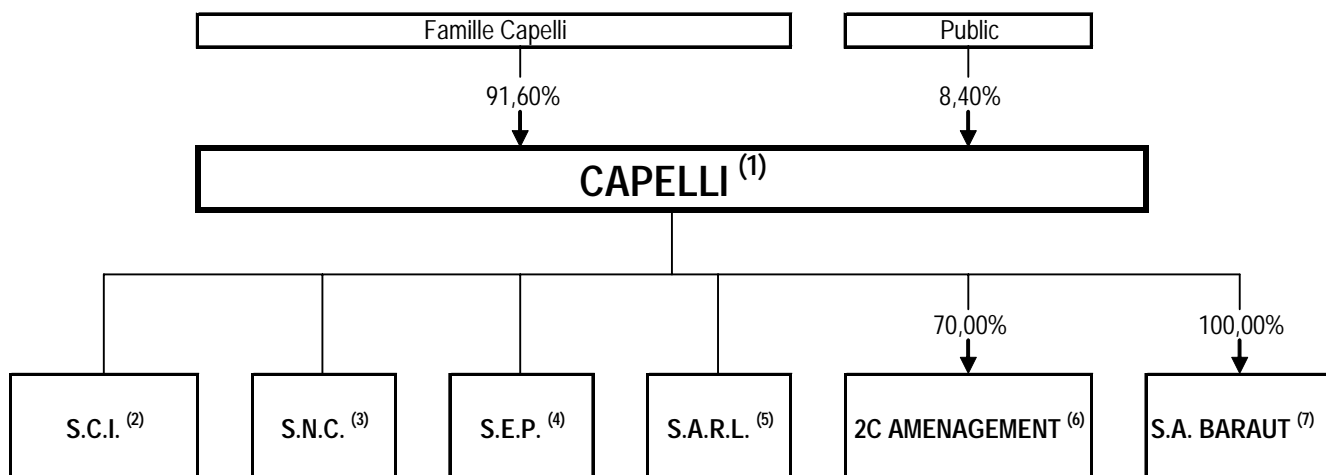 Famille Capelli
Public
91,60%
8,40%
CAPELLI (1)
70,00%
100,00%
S.C.I. (2)
S.N.C. (3)
S.E.P. (4)
S.A.R.L. (5)
2C AMENAGEMENT (6)
S.A. BARAUT (7)